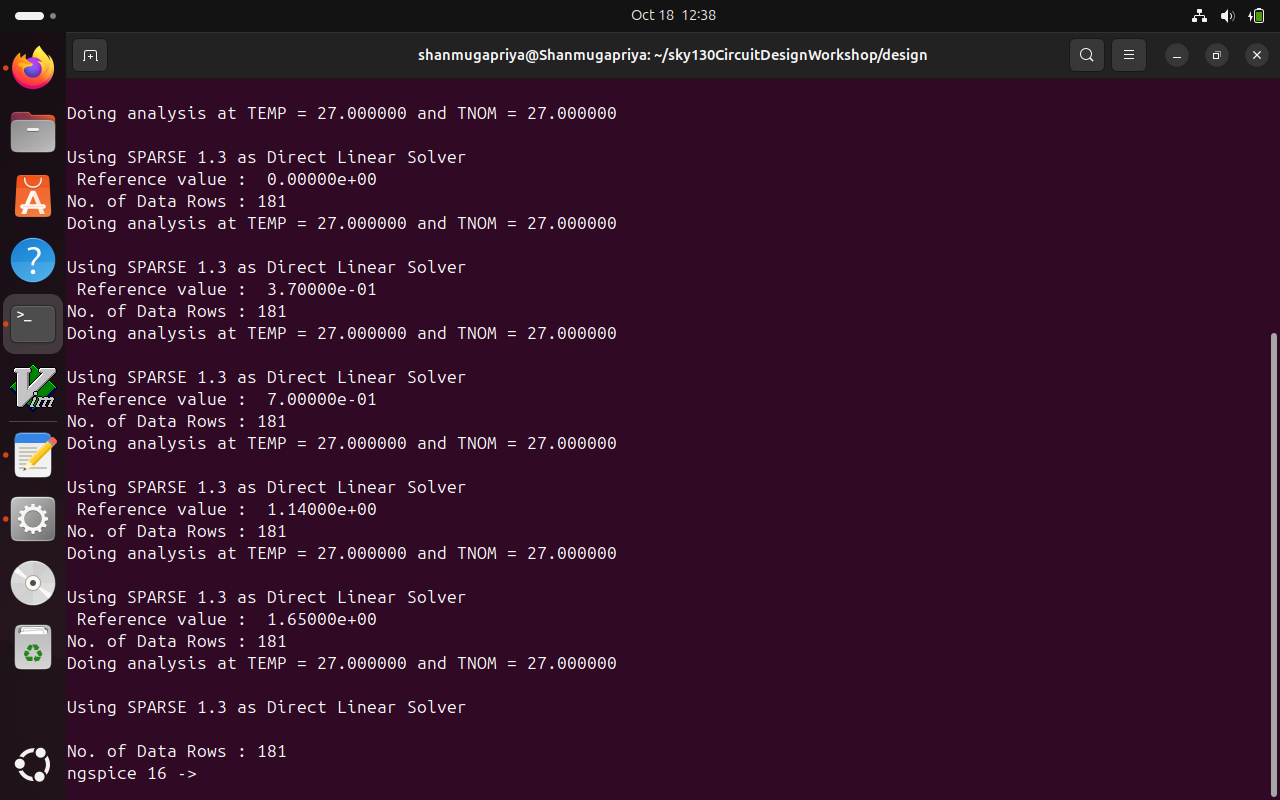 Oct 18 12:38
shanmugapriya@Shanmugapriya: ~/sky130CircuitDesignWorkshop/design
Doing analysis at TEMP = 27.000000 and TNOM = 27.000000
Using SPARSE 1.3 as Direct Linear Solver
Reference value : 0.00000e+00
No. of Data Rows : 181
Doing analysis at TEMP = 27.000000 and TNOM = 27.000000
Using SPARSE 1.3 as Direct Linear Solver
Reference value : 3.70000e-01
No. of Data Rows : 181
Doing analysis at TEMP = 27.000000 and TNOM = 27.000000
Using SPARSE 1.3 as Direct Linear Solver
Reference value : 7.00000e-01
No. of Data Rows : 181
Doing analysis at TEMP = 27.000000 and TNOM = 27.000000
Using SPARSE 1.3 as Direct Linear Solver
Reference value : 1.14000e+00
No. of Data Rows : 181
Doing analysis at TEMP = 27.000000 and TNOM = 27.000000
Using SPARSE 1.3 as Direct Linear Solver
Reference value : 1.65000e+00
No. of Data Rows : 181
Doing analysis at TEMP = 27.000000 and TNOM = 27.000000
Using SPARSE 1.3 as Direct Linear Solver
No. of Data Rows : 181
ngspice 16 ->
A
?
>_
Vim